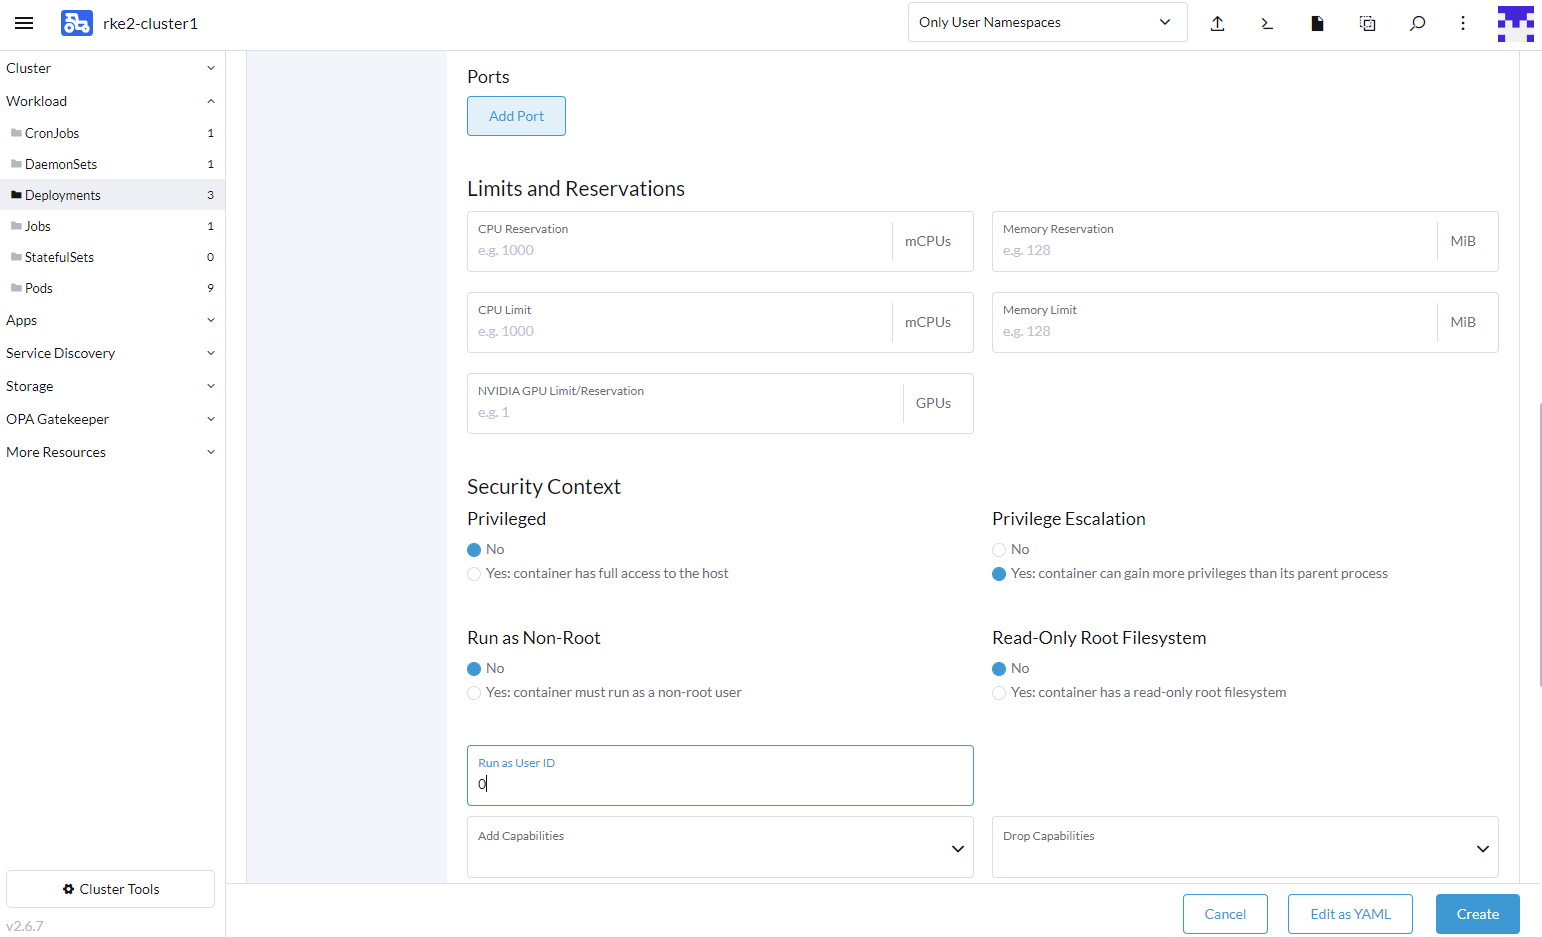 rke2-cluster1
Only User Namespaces
Cluster
Workload
CronJobs 1
DaemonSets 1
Deployments 3
Jobs 1
StatefulSets 0
Pods 9
Apps
Service Discovery
Storage
OPA Gatekeeper
More Resources
Cluster Tools
v2.6.7
Ports
Add Port
Limits and Reservations
CPU Reservation
e.g. 1000
mCPUs
Memory Reservation
e.g. 128
MiB
CPU Limit
e.g. 1000
mCPUs
Memory Limit
e.g. 128
MiB
NVIDIA GPU Limit/Reservation
e.g. 1
GPUs
Security Context
Privileged
No
Yes: container has full access to the host
Privilege Escalation
No
Yes: container can gain more privileges than its parent process
Run as Non-Root
No
Yes: container must run as a non-root user
Read-Only Root Filesystem
No
Yes: container has a read-only root filesystem
Run as User ID
0
Add Capabilities
Drop Capabilities
Cancel
Edit as YAML
Create